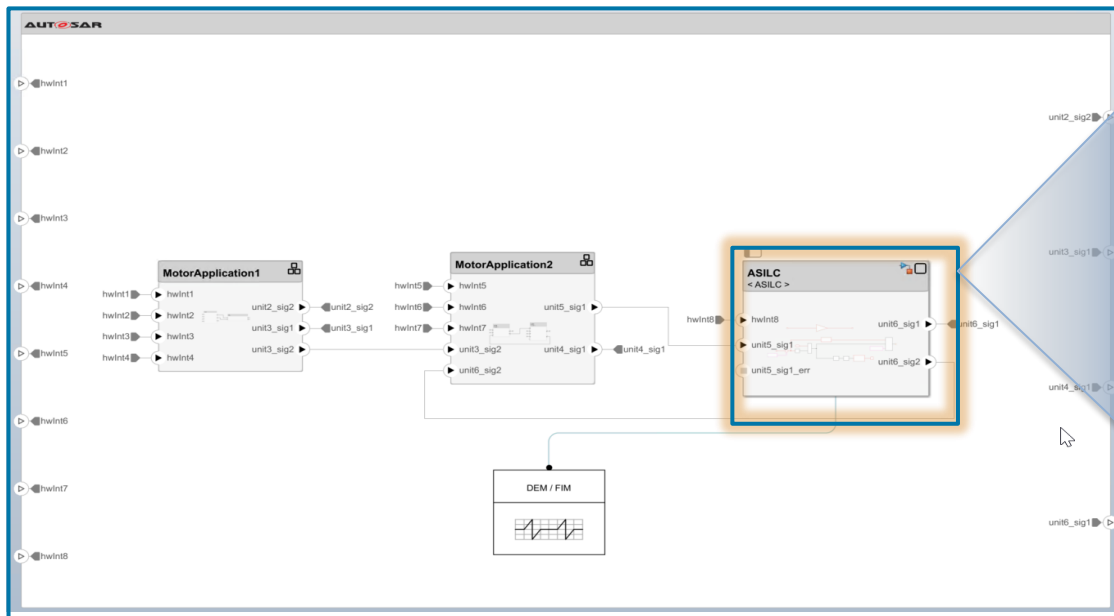 AUTOSAR
hwInt1
hwInt2
hwInt3
hwInt4
hwInt5
hwInt6
hwInt7
hwInt8
MotorApplication1
hwInt1
hwInt2
hwInt3
hwInt4
hwInt1
hwInt2
hwInt3
hwInt4
unit2_sig2
unit3_sig1
unit3_sig2
unit2_sig2
unit3_sig1
MotorApplication2
hwInt5
hwInt6
hwInt7
hwInt5
hwInt6
hwInt7
unit3_sig2
unit6_sig2
unit5_sig1
unit4_sig1
unit4_sig1
ASILC
< ASILC >
hwInt8
hwInt8
unit5_sig1
unit5_sig1_err
unit6_sig1
unit6_sig2
unit6_sig1
DEM / FIM
unit2_sig2
unit3_sig1
unit4_sig1
unit6_sig1